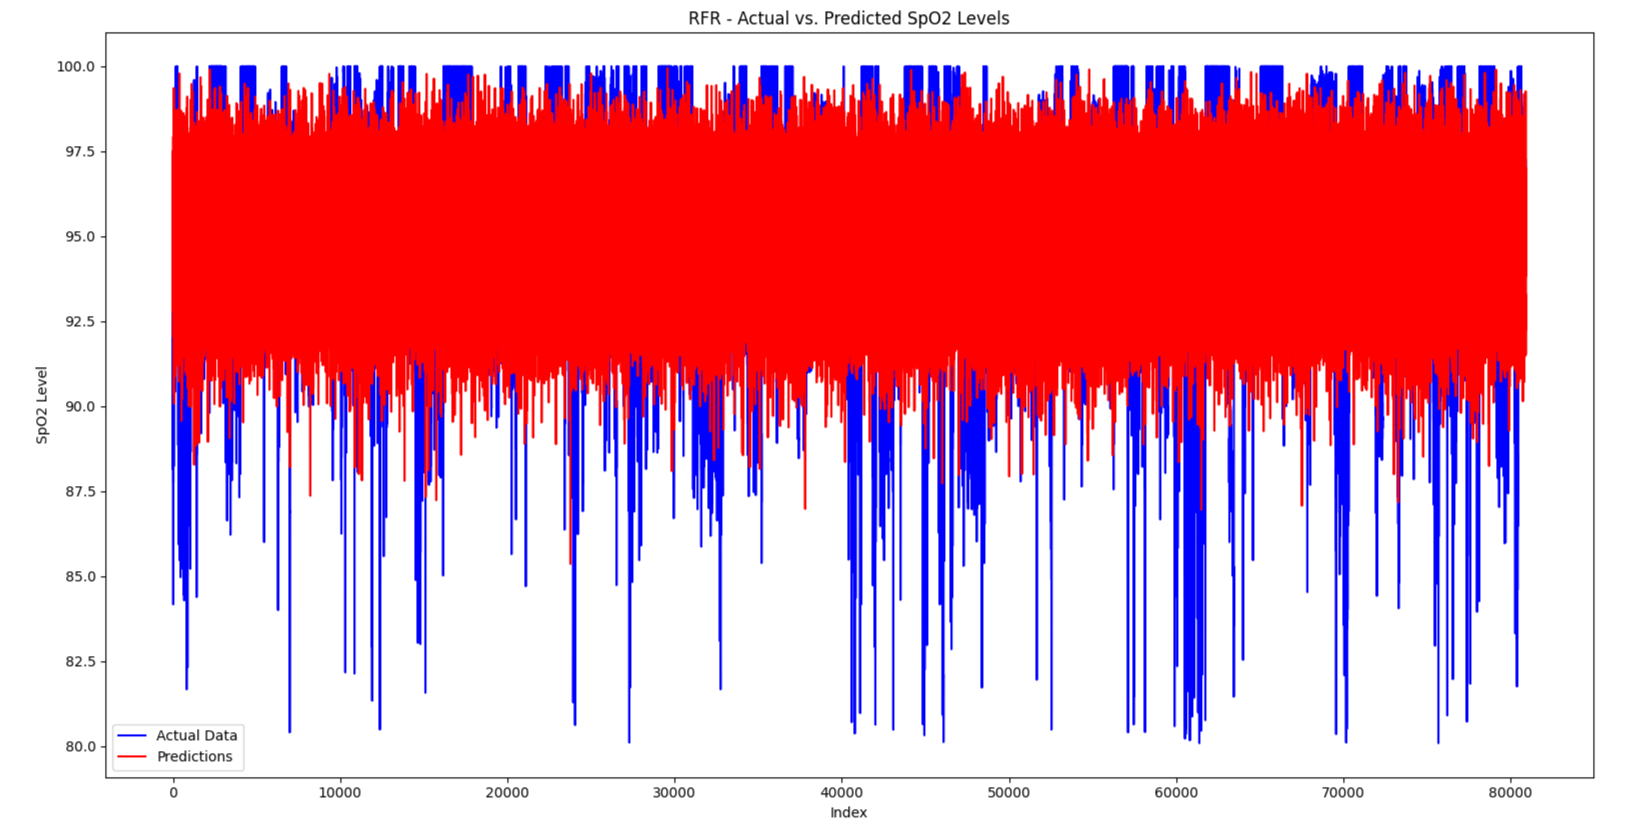 RFR - Actual vs. Predicted SpO2 Levels
100.0
97.5
95.0
92.5
90.0
87.5
85.0
82.5
80.0
SpO2 Level
Actual Data
Predictions
0 10000 20000 30000 40000 50000 60000 70000 80000
Index